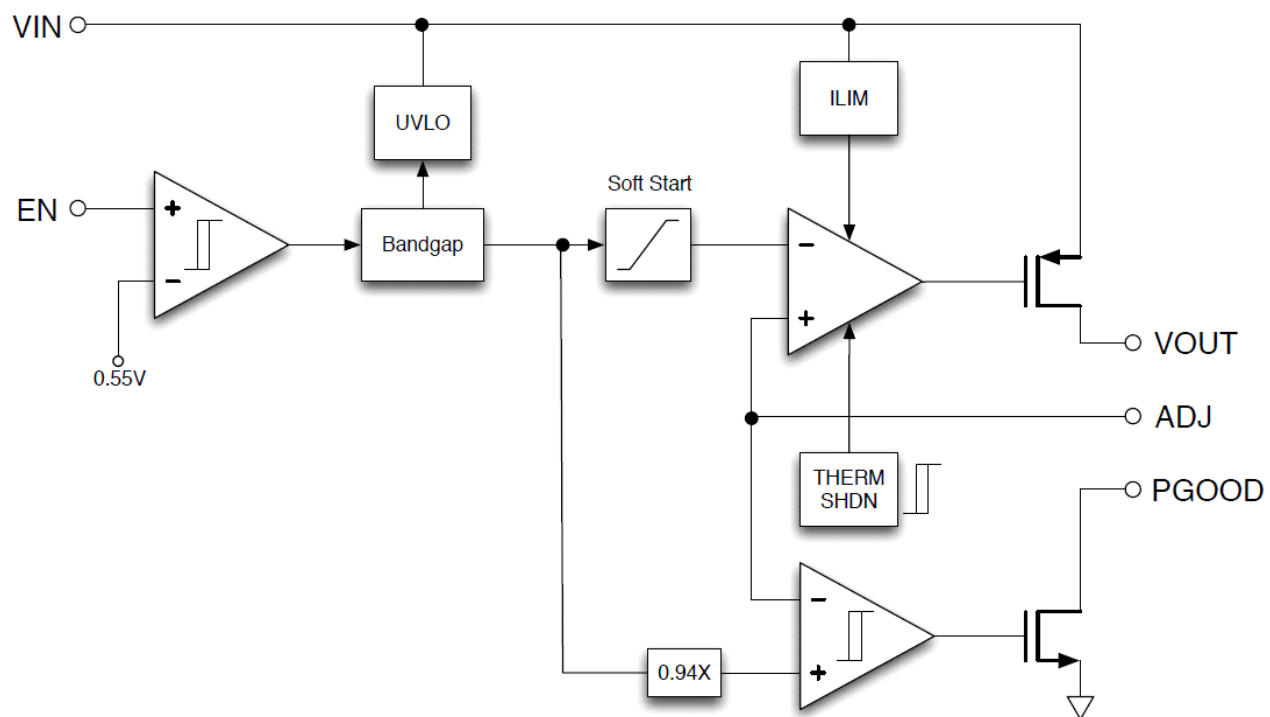 VIN
ILIM
UVLO
Soft Start
EN
+
Bandgap
−
−
+
0.55V
VOUT
ADJ
THERM
SHDN
PGOOD
−
0.94X
+